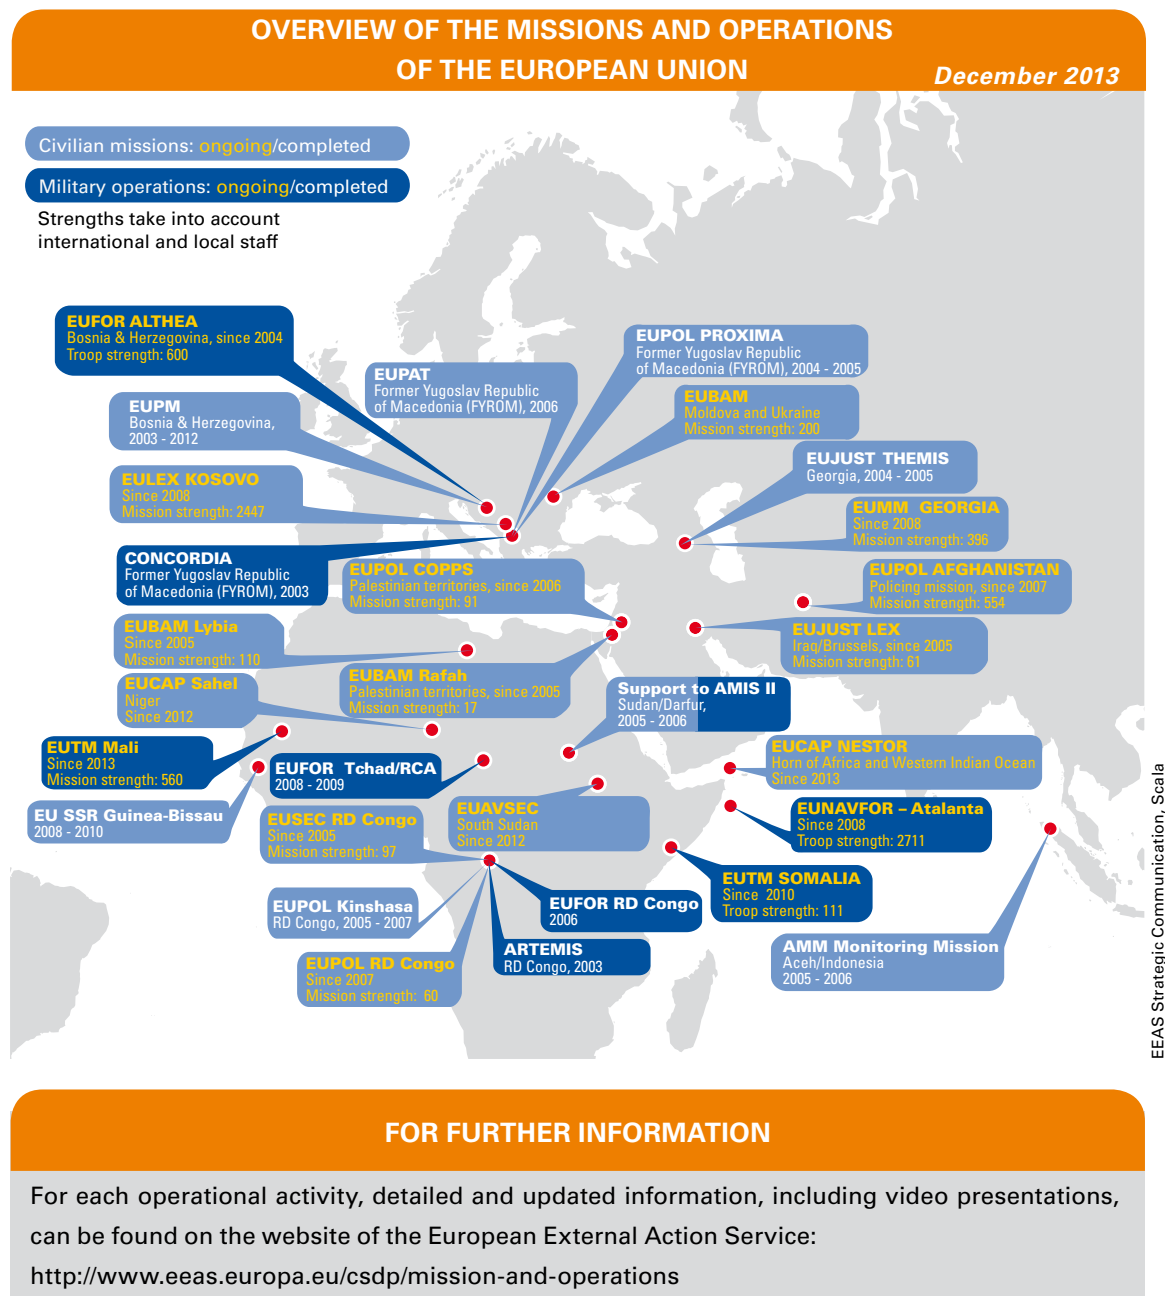 OVERVIEW OF THE MISSIONS AND OPERATIONS
OF THE EUROPEAN UNION
December 2013
Civilian missions: ongoing/completed
Military operations: ongoing/completed
Strengths take into account
international and local staff
EUFOR ALTHEA
Bosnia & Herzegovina, since 2004
Troop strength: 600
EUPOL PROXIMA
Former Yugoslav Republic
of Macedonia (FYROM), 2004 - 2005
EUPAT
Former Yugoslav Republic
of Macedonia (FYROM), 2006
EUBAM
Moldova and Ukraine
Mission strength: 200
EUPM
Bosnia & Herzegovina,
2003 - 2012
EUJUST THEMIS
Georgia, 2004 - 2005
EULEX KOSOVO
Since 2008
Mission strength: 2447
EUMM GEORGIA
Since 2008
Mission strength: 396
CONCORDIA
Former Yugoslav Republic
of Macedonia (FYROM), 2003
EUPOL COPPS
Palestinian territories, since 2006
Mission strength: 91
EUPOL AFGHANISTAN
Policing mission, since 2007
Mission strength: 554
EUBAM Lybia
Since 2005
Mission strength: 110
EUJUST LEX
Iraq/Brussels, since 2005
Mission strength: 61
EUCAP Sahel
Niger
Since 2012
EUBAM Rafah
Palestinian territories, since 2005
Mission strength: 17
Support to AMIS II
Sudan/Darfur,
2005 - 2006
EUTM Mali
Since 2013
Mission strength: 560
EUFOR Tchad/RCA
2008 - 2009
EUCAP NESTOR
Horn of Africa and Western Indian Ocean
Since 2013
EU SSR Guinea-Bissau
2008 - 2010
EUSEC RD Congo
Since 2005
Mission strength: 97
EUAVSEC
South Sudan
Since 2012
EUNAVFOR – Atalanta
Since 2008
Troop strength: 2711
EUTM SOMALIA
Since 2010
Troop strength: 111
EUPOL Kinshasa
RD Congo, 2005 - 2007
EUFOR RD Congo
2006
ARTEMIS
RD Congo, 2003
AMM Monitoring Mission
Aceh/Indonesia
2005 - 2006
EUPOL RD Congo
Since 2007
Mission strength: 60
EEAS Strategic Communication, Scala
FOR FURTHER INFORMATION
For each operational activity, detailed and updated information, including video presentations,
can be found on the website of the European External Action Service:
http://www.eeas.europa.eu/csdp/mission-and-operations